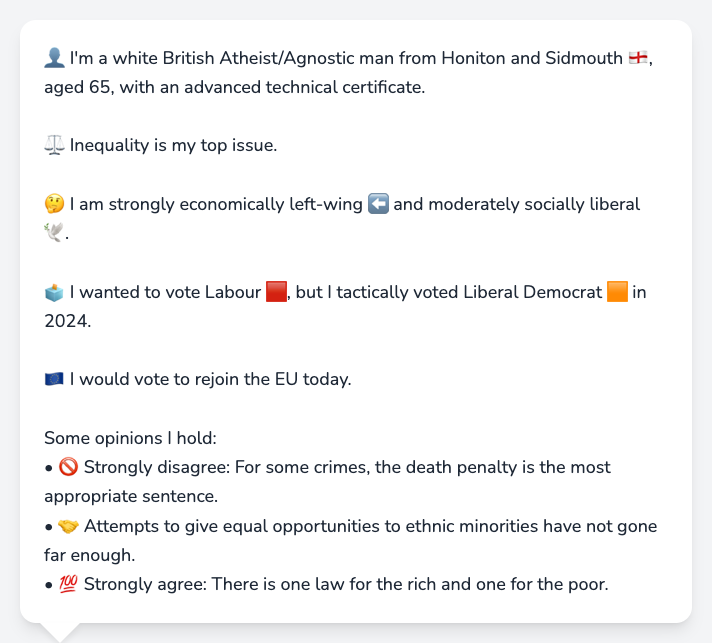 👤 I'm a white British Atheist/Agnostic man from Honiton and Sidmouth 🏴󠁧󠁢󠁥󠁮󠁧󠁿,
aged 65, with an advanced technical certificate.
⚖️ Inequality is my top issue.
🤔 I am strongly economically left-wing ⬅️ and moderately socially liberal
🕊️.
🗳️ I wanted to vote Labour 🟥, but I tactically voted Liberal Democrat 🟧 in
2024.
🇪🇺 I would vote to rejoin the EU today.
Some opinions I hold:
• 🚫 Strongly disagree: For some crimes, the death penalty is the most
appropriate sentence.
• 🤝 Attempts to give equal opportunities to ethnic minorities have not gone
far enough.
• 💯 Strongly agree: There is one law for the rich and one for the poor.